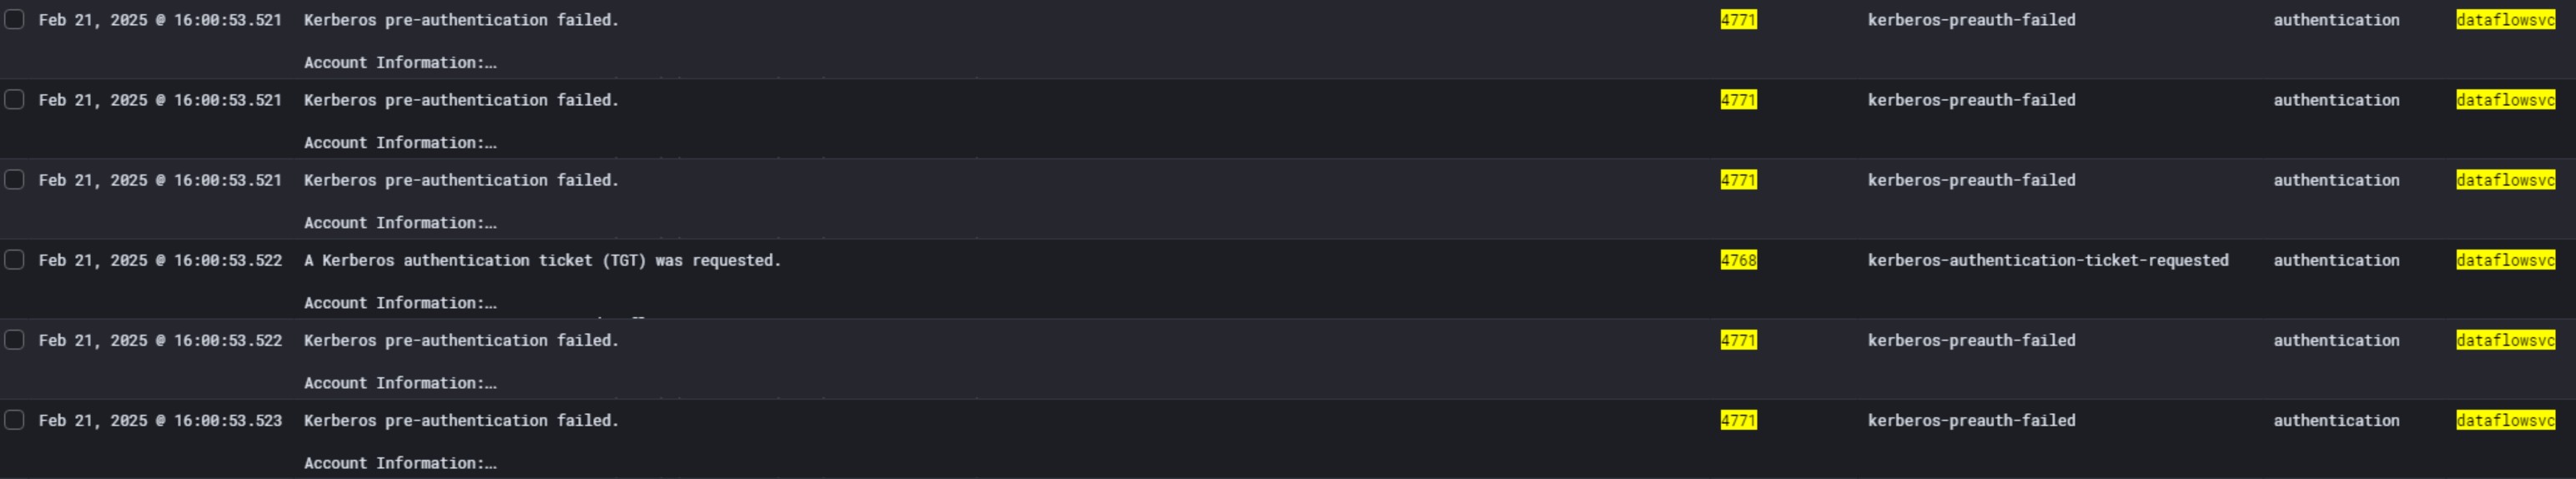 Feb 21, 2025 @ 16:00:53.521 Kerberos pre-authentication failed. 4771 kerberos-preauth-failed authentication dataflowsvc
Account Information:…
Feb 21, 2025 @ 16:00:53.521 Kerberos pre-authentication failed. 4771 kerberos-preauth-failed authentication dataflowsvc
Account Information:…
Feb 21, 2025 @ 16:00:53.521 Kerberos pre-authentication failed. 4771 kerberos-preauth-failed authentication dataflowsvc
Account Information:…
Feb 21, 2025 @ 16:00:53.522 A Kerberos authentication ticket (TGT) was requested. 4768 kerberos-authentication-ticket-requested authentication dataflowsvc
Account Information:…
Feb 21, 2025 @ 16:00:53.522 Kerberos pre-authentication failed. 4771 kerberos-preauth-failed authentication dataflowsvc
Account Information:…
Feb 21, 2025 @ 16:00:53.523 Kerberos pre-authentication failed. 4771 kerberos-preauth-failed authentication dataflowsvc
Account Information:…